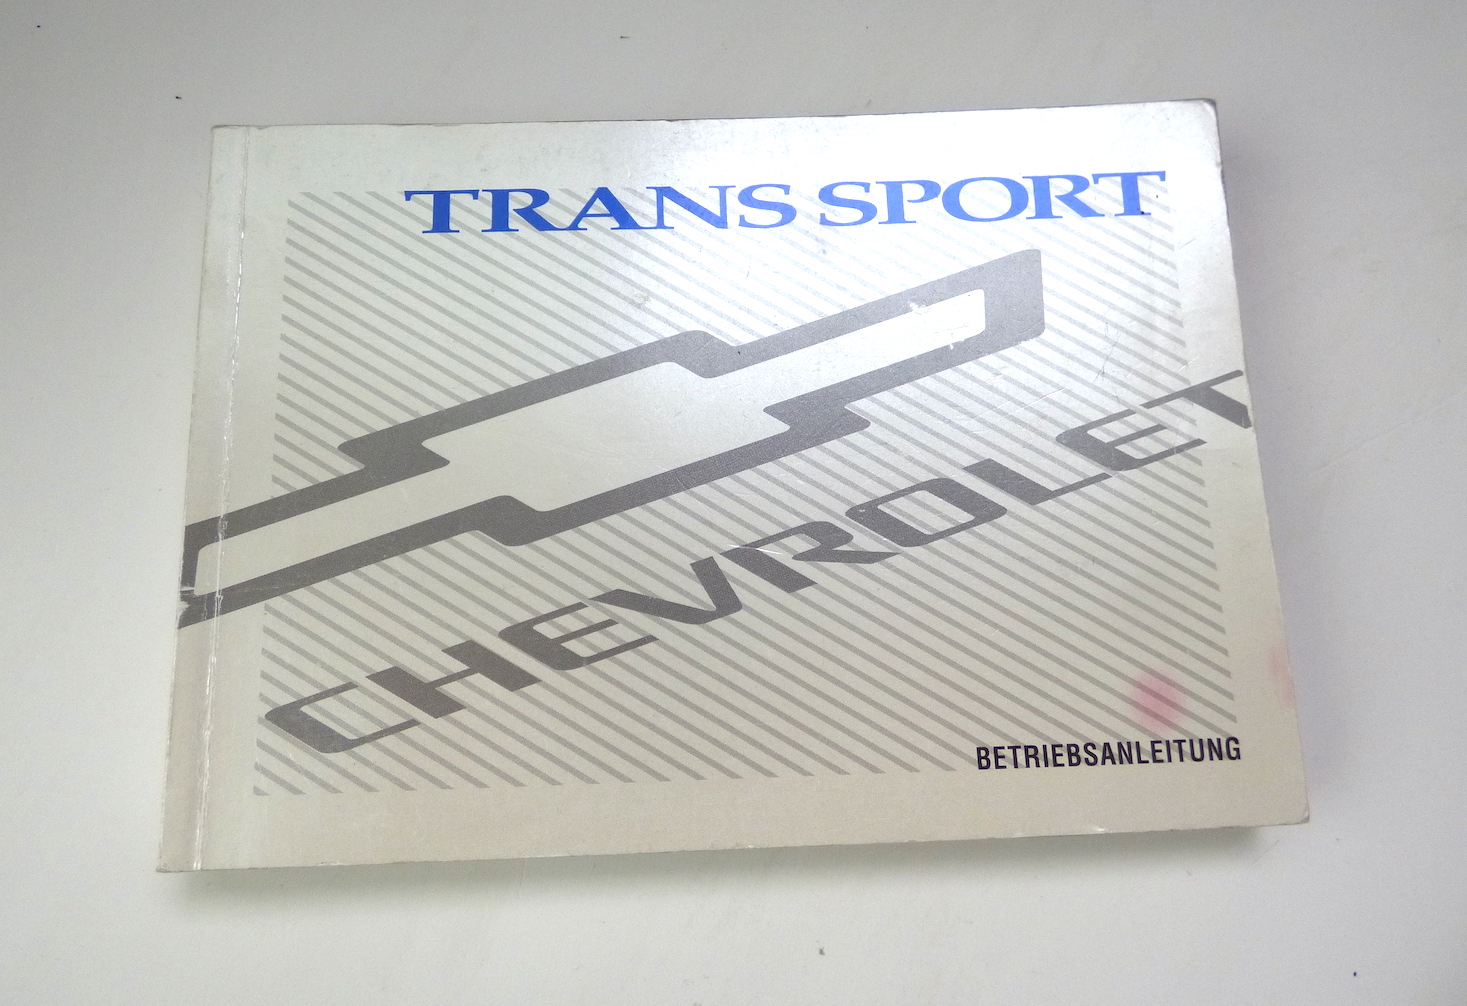 TRANS SPORT
CHEVROLET
BETRIEBSANLEITUNG